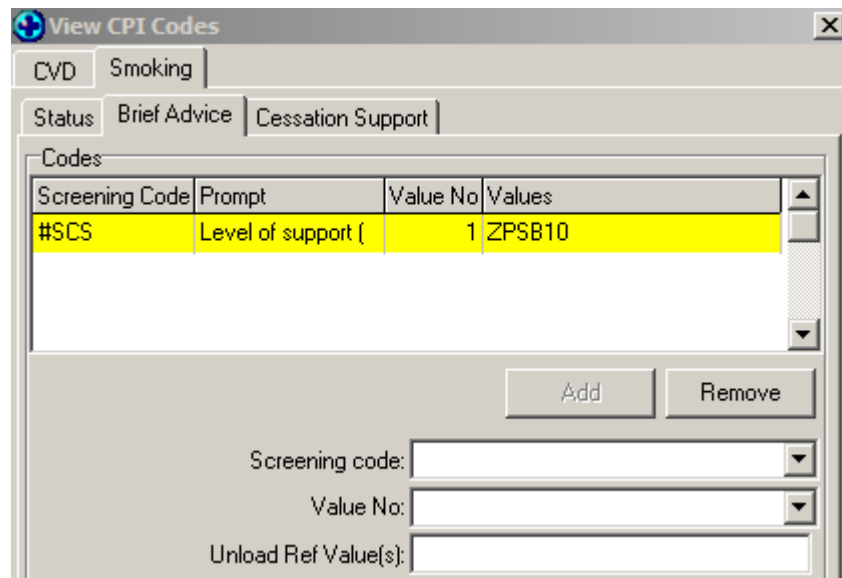 View CPI Codes
CVD Smoking
Status Brief Advice Cessation Support
Codes
Screening Code Prompt Value No Values
#SCS Level of support ( 1 ZPSB10
Add Remove
Screening code:
Value No:
Unload Ref Value(s):